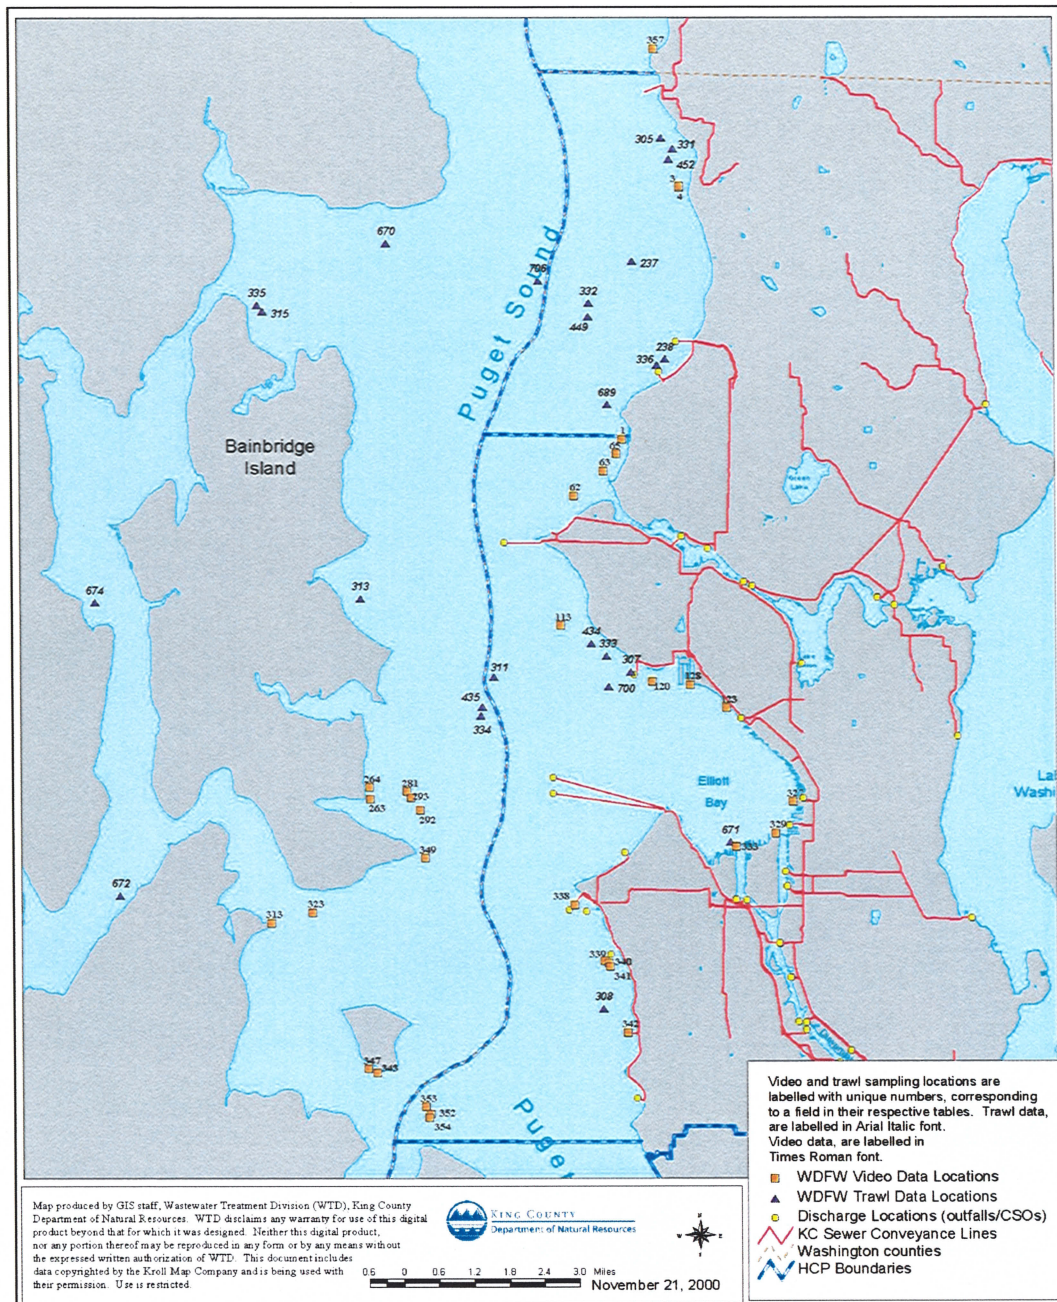 357
305
331
452
3
4
670
237
706
332
449
335
315
238
336
Puget Sound
689
1
65
63
62
Bainbridge
Island
Green
Lake
674
313
113
434
333
307
120
128
700
123
311
435
334
264
281
263
293
292
Elliott
Bay
329
671
349
672
323
313
338
339
340
341
308
342
347
343
353
352
354
Puget
Video and trawl sampling locations are
labelled with unique numbers, corresponding
to a field in their respective tables. Trawl data,
are labelled in Arial Italic font.
Video data, are labelled in
Times Roman font.
WDFW Video Data Locations
WDFW Trawl Data Locations
Discharge Locations (outfalls/CSOs)
KC Sewer Conveyance Lines
Washington counties
HCP Boundaries
Map produced by GIS staff, Wastewater Treatment Division (WTD), King County
Department of Natural Resources. WTD disclaims any warranty for use of this digital
product beyond that for which it was designed. Neither this digital product,
nor any portion thereof may be reproduced in any form or by any means without
the expressed written authorization of WTD. This document includes
data copyrighted by the Kroll Map Company and is being used with
their permission. Use is restricted.
KING COUNTY
Department of Natural Resources
N
W E
S
0.6 0 0.6 1.2 1.8 2.4 3.0 Miles
November 21, 2000